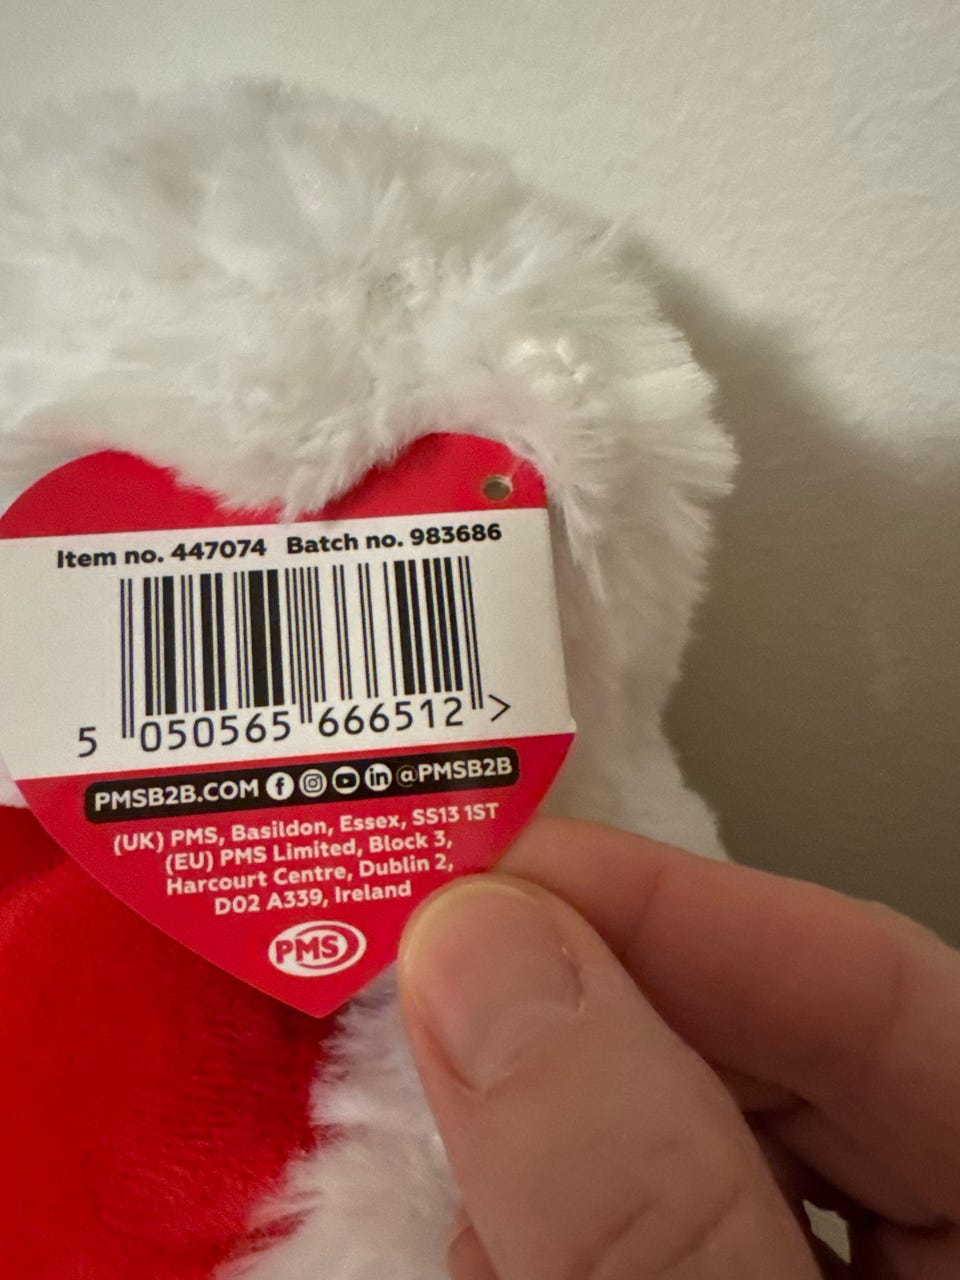 Item no. 447074 Batch no. 983686
5 050565 666512 >
PMSB2B.COM @PMSB2B
(UK) PMS, Basildon, Essex, SS13 1ST
(EU) PMS Limited, Block 3,
Harcourt Centre, Dublin 2,
D02 A339, Ireland
PMS